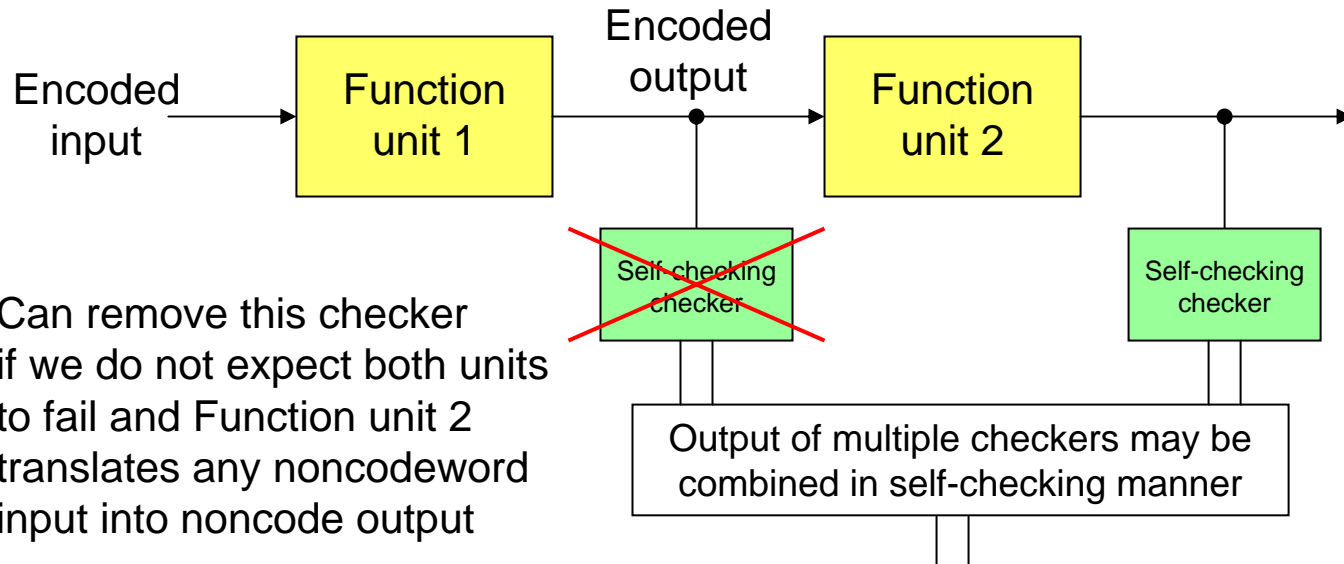 Encoded
input
Function
unit 1
Encoded
output
Function
unit 2
Self-checking
checker
Self-checking
checker
Can remove this checker
if we do not expect both units
to fail and Function unit 2
translates any noncodeword
input into noncode output
Output of multiple checkers may be
combined in self-checking manner